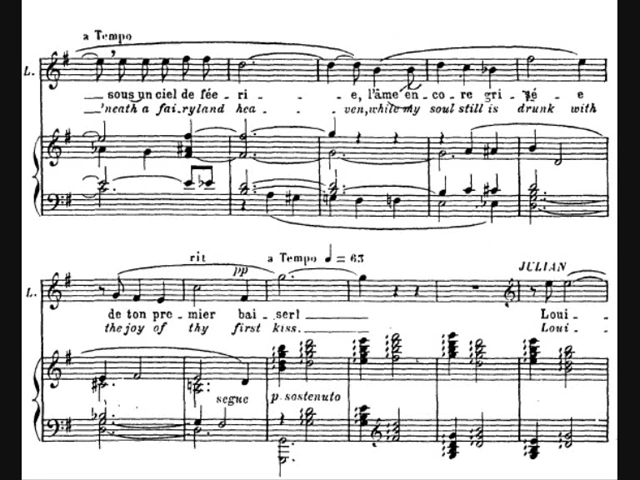 a Tempo
L.
sous un ciel de fée - ri - e, l'âme en - co - re gri - sé - e
'neath a fai - ryland hea - ven, while my soul still is drunk with
rit a Tempo ♩ = 63
pp JULIAN
L.
de ton pre - mier bai - ser! Loui -
the joy of thy first kiss. Loui -
segue p sostenuto